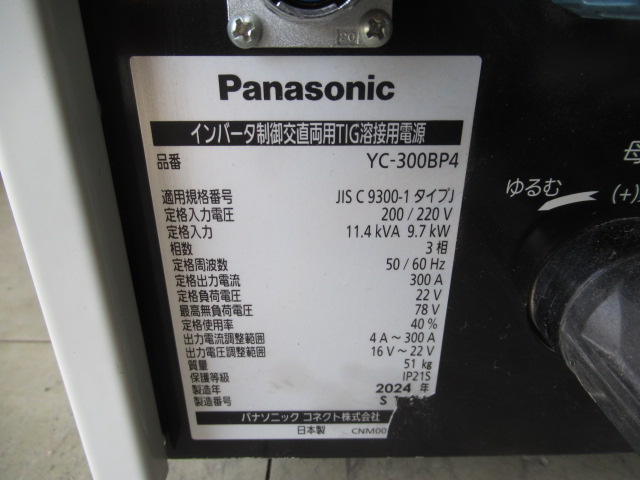 Panasonic
インバータ制御交直両用TIG溶接用電源
品番 YC-300BP4
適用規格番号 JIS C 9300-1 タイプJ
定格入力電圧 200 / 220 V
定格入力 11.4 kVA 9.7 kW
相数 3 相
定格周波数 50 / 60 Hz
定格出力電流 300 A
定格負荷電圧 22 V
最高無負荷電圧 78 V
定格使用率 40 %
出力電流調整範囲 4 A～300 A
出力電圧調整範囲 16 V～22 V
質量 51 kg
保護等級 IP21S
製造年 2024 年
製造番号 S
パナソニック コネクト株式会社
日本製 CNM00
母
ゆるむ (+)